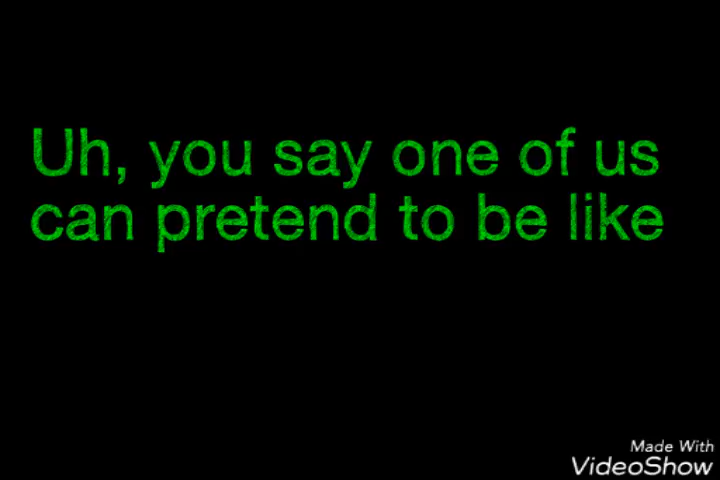 Uh, you say one of us
can pretend to be like
Made With
VideoShow